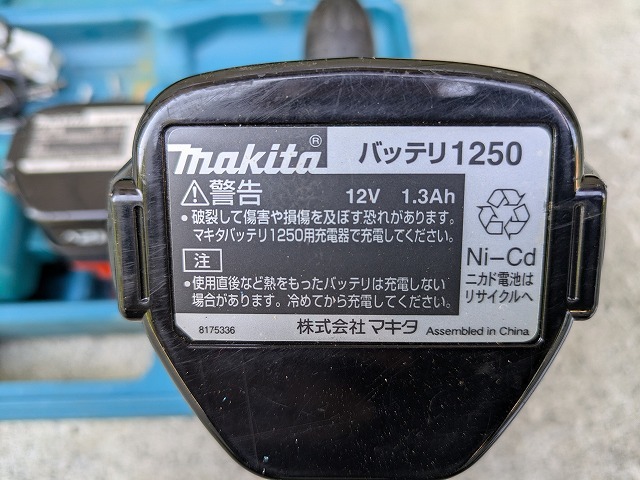 makita®
バッテリ1250
⚠警告 12V 1.3Ah
・破裂して傷害や損傷を及ぼす恐れがあります。
マキタバッテリ1250用充電器で充電してください。
注
・使用直後など熱をもったバッテリは充電しない
場合があります。冷めてから充電してください。
Ni-Cd
ニカド電池は
リサイクルへ
8175336 株式会社マキタ Assembled in China